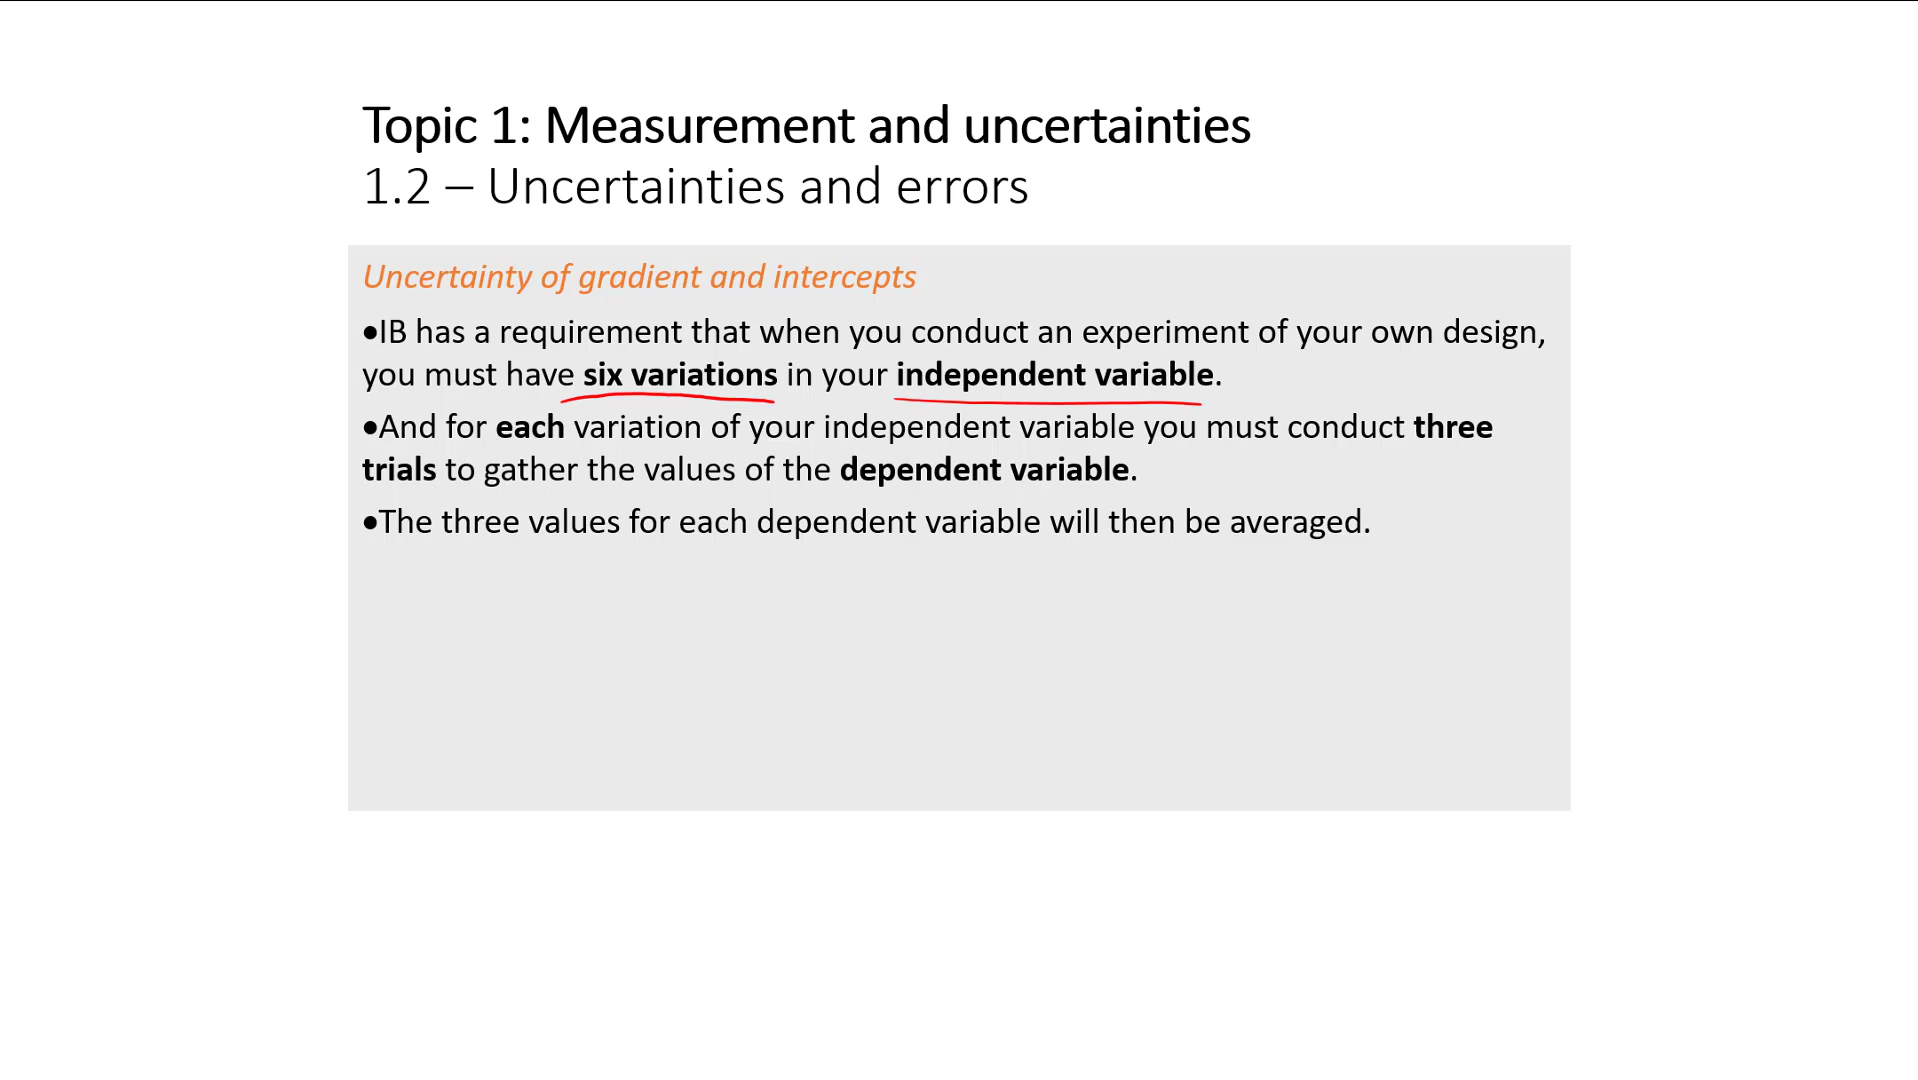 Topic 1: Measurement and uncertainties
1.2 – Uncertainties and errors
Uncertainty of gradient and intercepts
•IB has a requirement that when you conduct an experiment of your own design,
you must have six variations in your independent variable.
•And for each variation of your independent variable you must conduct three
trials to gather the values of the dependent variable.
•The three values for each dependent variable will then be averaged.